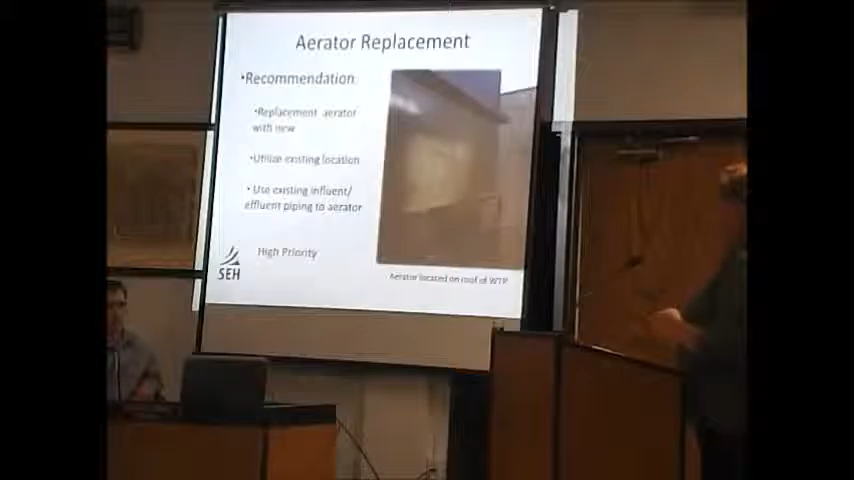 Aerator Replacement
•Recommendation
•Replacement aerator
with new
•Utilize existing location
• Use existing influent/
effluent piping to aerator
High Priority
SEH
Aerator located on roof of WTP